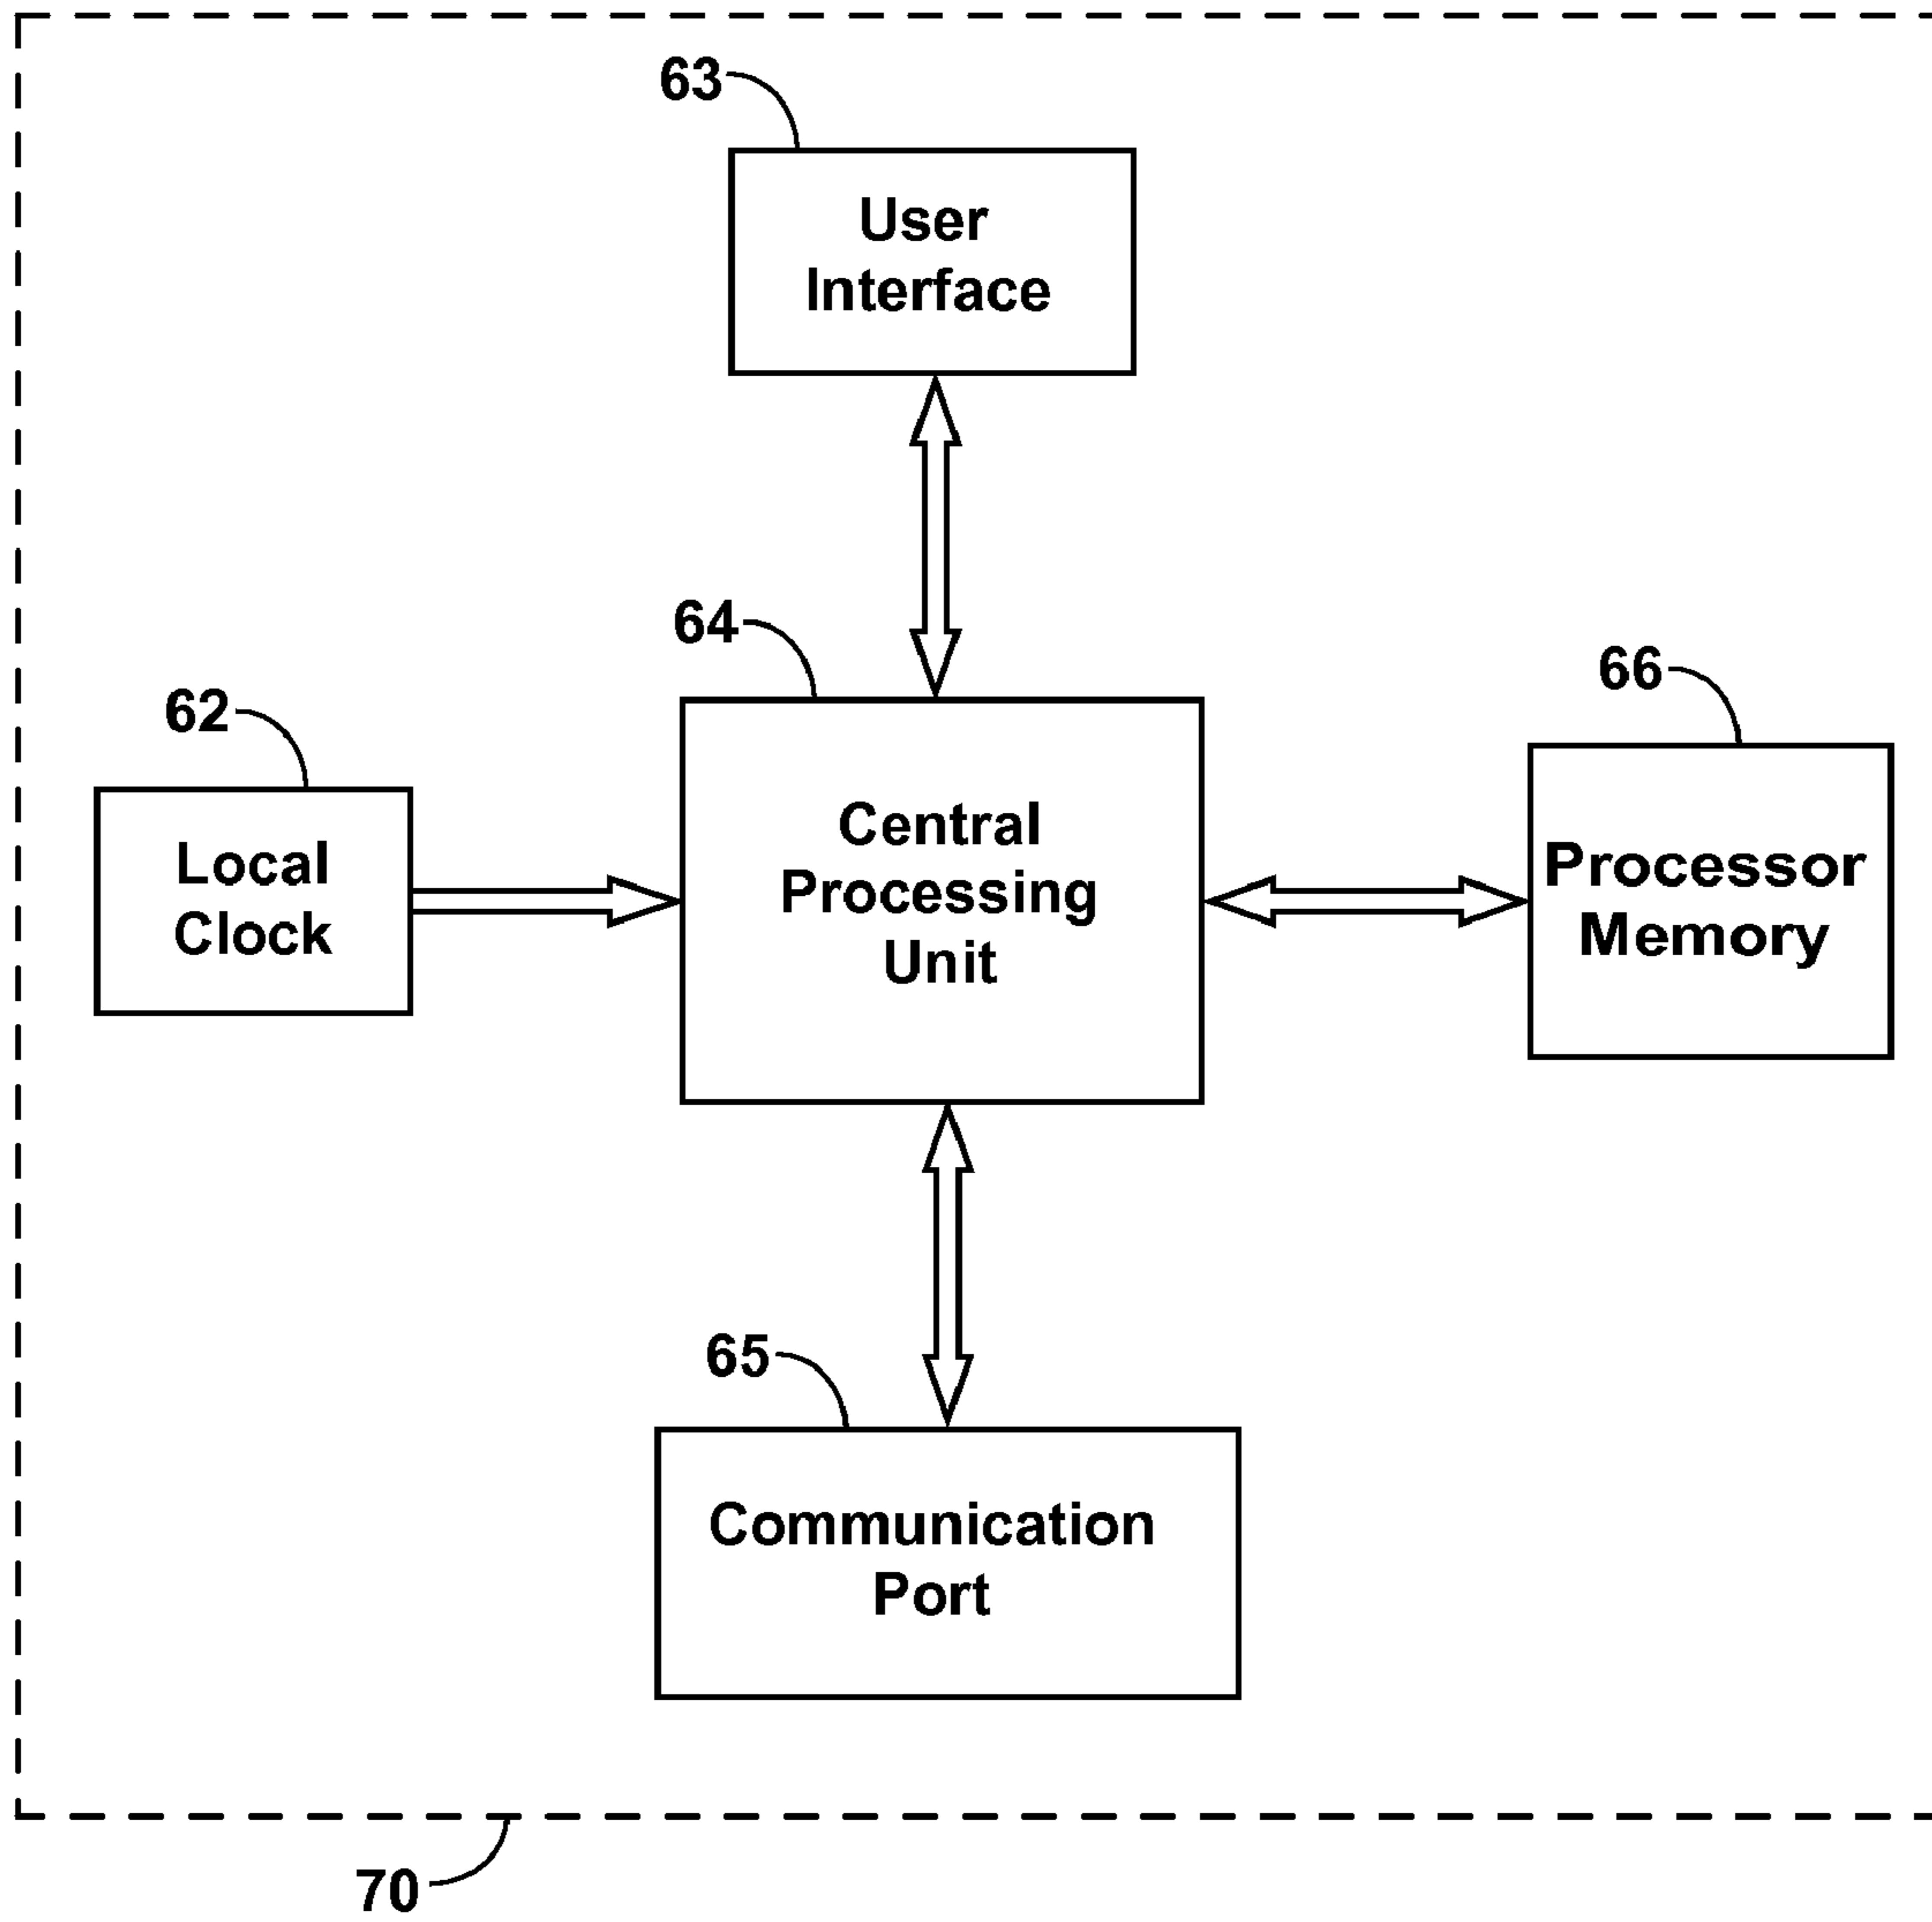 63
User
Interface
64
66
62
Central
Processing
Unit
Local
Clock
Processor
Memory
65
Communication
Port
70